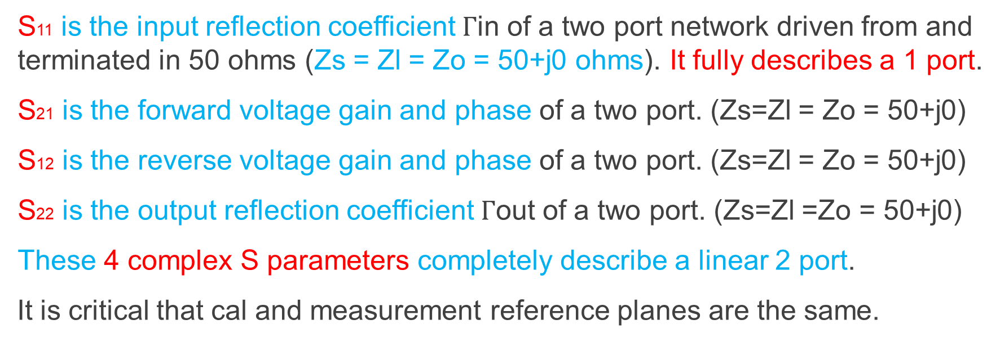 S11 is the input reflection coefficient Γin of a two port network driven from and
terminated in 50 ohms (Zs = Zl = Zo = 50+j0 ohms). It fully describes a 1 port.
S21 is the forward voltage gain and phase of a two port. (Zs=Zl = Zo = 50+j0)
S12 is the reverse voltage gain and phase of a two port. (Zs=Zl = Zo = 50+j0)
S22 is the output reflection coefficient Γout of a two port. (Zs=Zl =Zo = 50+j0)
These 4 complex S parameters completely describe a linear 2 port.
It is critical that cal and measurement reference planes are the same.